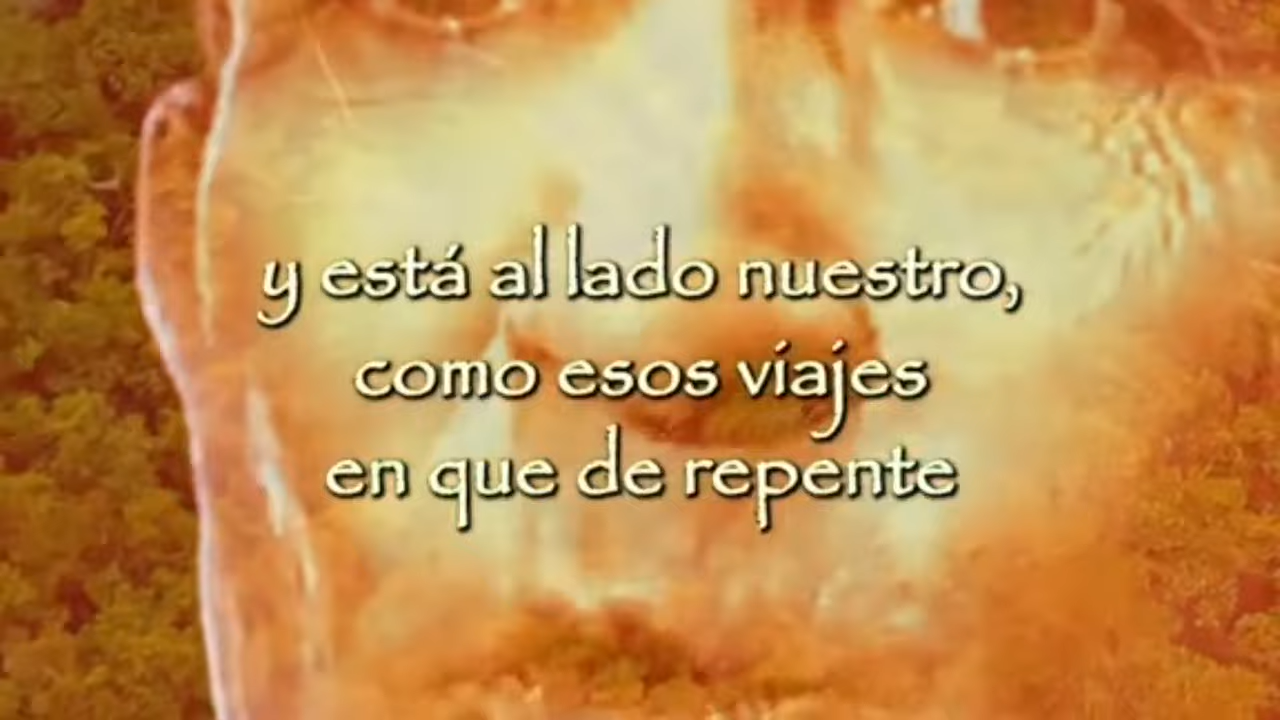 y está al lado nuestro,
como esos viajes
en que de repente